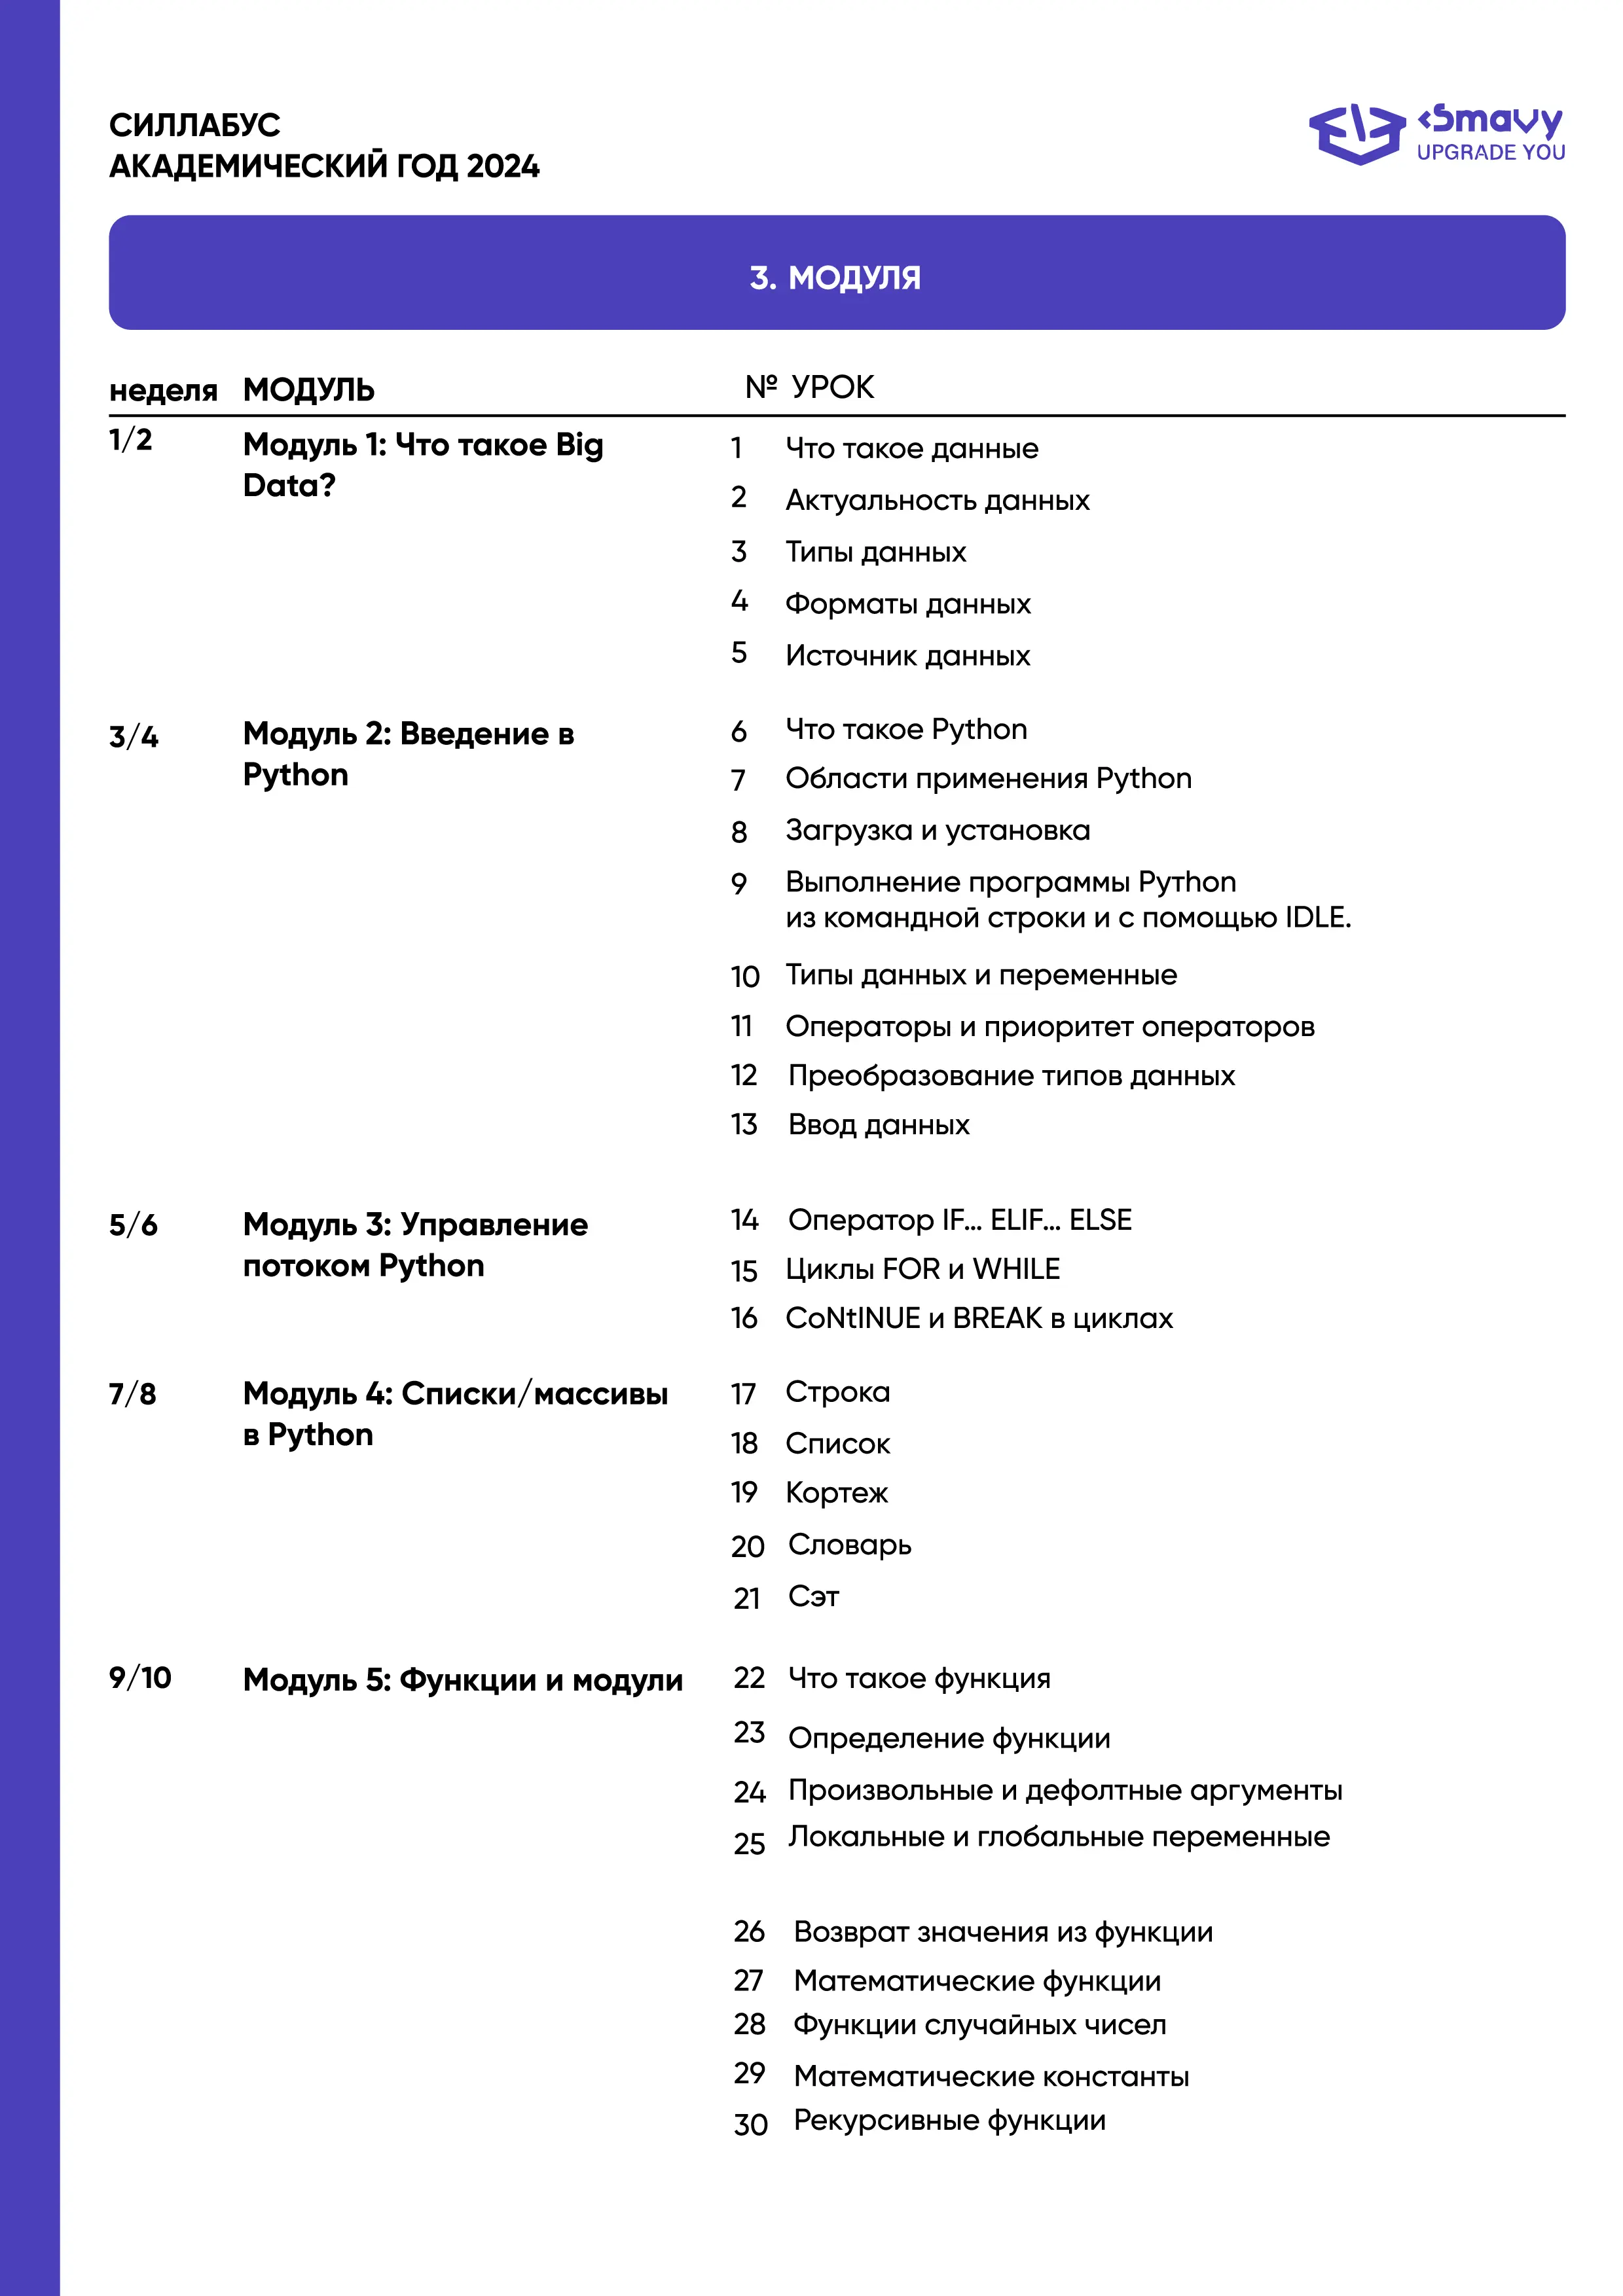 СИЛЛАБУС
АКАДЕМИЧЕСКИЙ ГОД 2024
Smavy
UPGRADE YOU
3. МОДУЛЯ
неделя МОДУЛЬ № УРОК
1/2 Модуль 1: Что такое Big
Data?
1 Что такое данные
2 Актуальность данных
3 Типы данных
4 Форматы данных
5 Источник данных
3/4 Модуль 2: Введение в
Python
6 Что такое Python
7 Области применения Python
8 Загрузка и установка
9 Выполнение программы Python
из командной строки и с помощью IDLE.
10 Типы данных и переменные
11 Операторы и приоритет операторов
12 Преобразование типов данных
13 Ввод данных
5/6 Модуль 3: Управление
потоком Python
14 Оператор IF... ELIF... ELSE
15 Циклы FOR и WHILE
16 CoNtINUE и BREAK в циклах
7/8 Модуль 4: Списки/массивы
в Python
17 Строка
18 Список
19 Кортеж
20 Словарь
21 Сэт
9/10 Модуль 5: Функции и модули
22 Что такое функция
23 Определение функции
24 Произвольные и дефолтные аргументы
25 Локальные и глобальные переменные
26 Возврат значения из функции
27 Математические функции
28 Функции случайных чисел
29 Математические константы
30 Рекурсивные функции